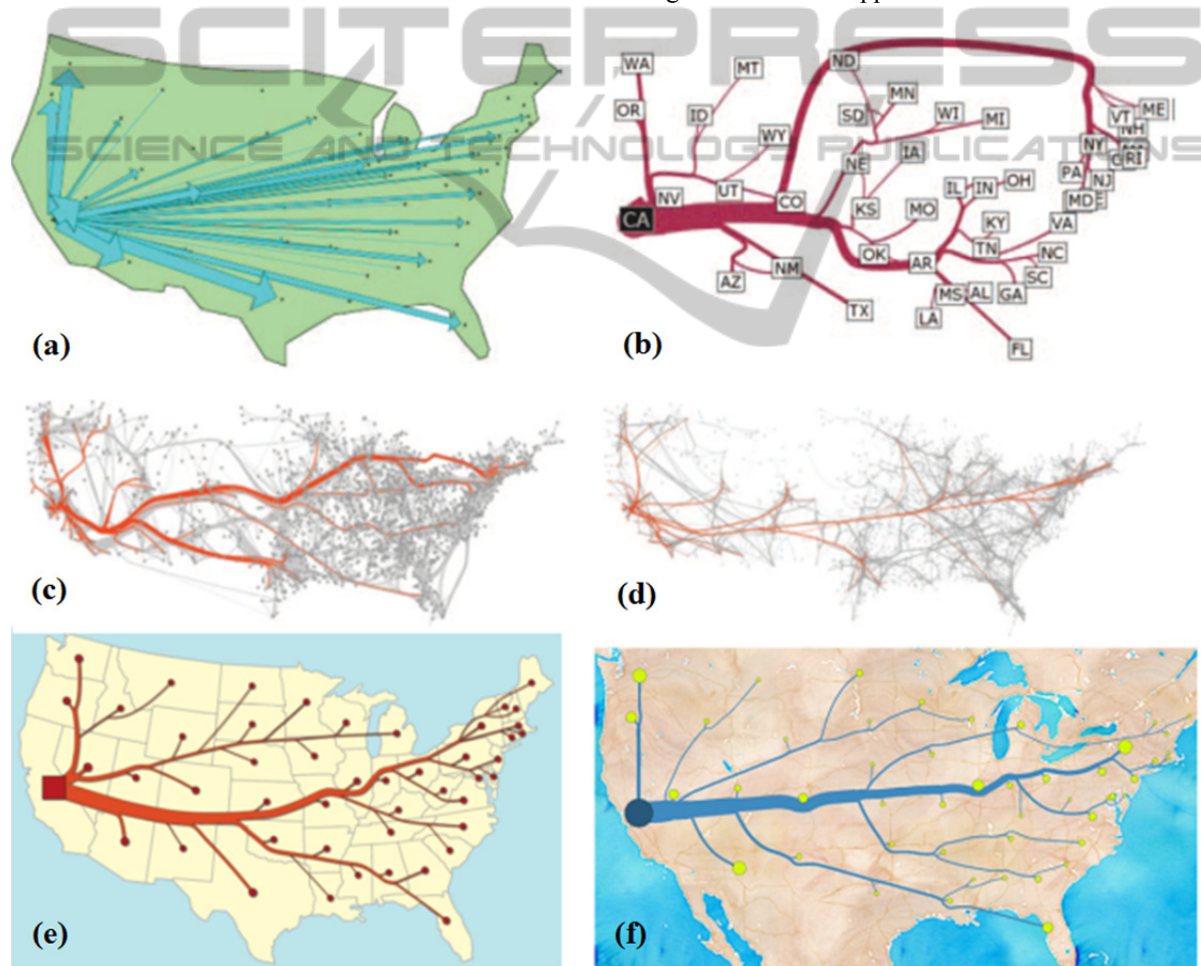 SCITEPRESS
SCIENCE AND TECHNOLOGY PUBLICATIONS
(a)
WA
MT
ND
OR
ID
SD
MN
WI
MI
VT
ME
NH
WY
NE
IA
NY
RI
NV
UT
CO
IL
IN
OH
PA
NJ
MD
CA
KS
MO
KY
VA
OK
AR
TN
NC
AZ
NM
SC
MS
AL
GA
TX
LA
FL
(b)
(c)
(d)
(e)
(f)